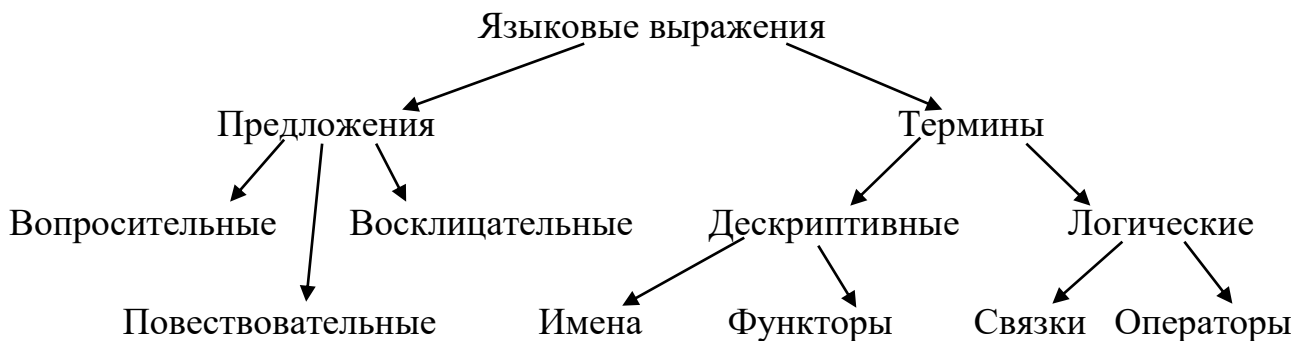 Языковые выражения
Предложения Термины
Вопросительные Восклицательные Дескриптивные Логические
Повествовательные Имена Функторы Связки Операторы